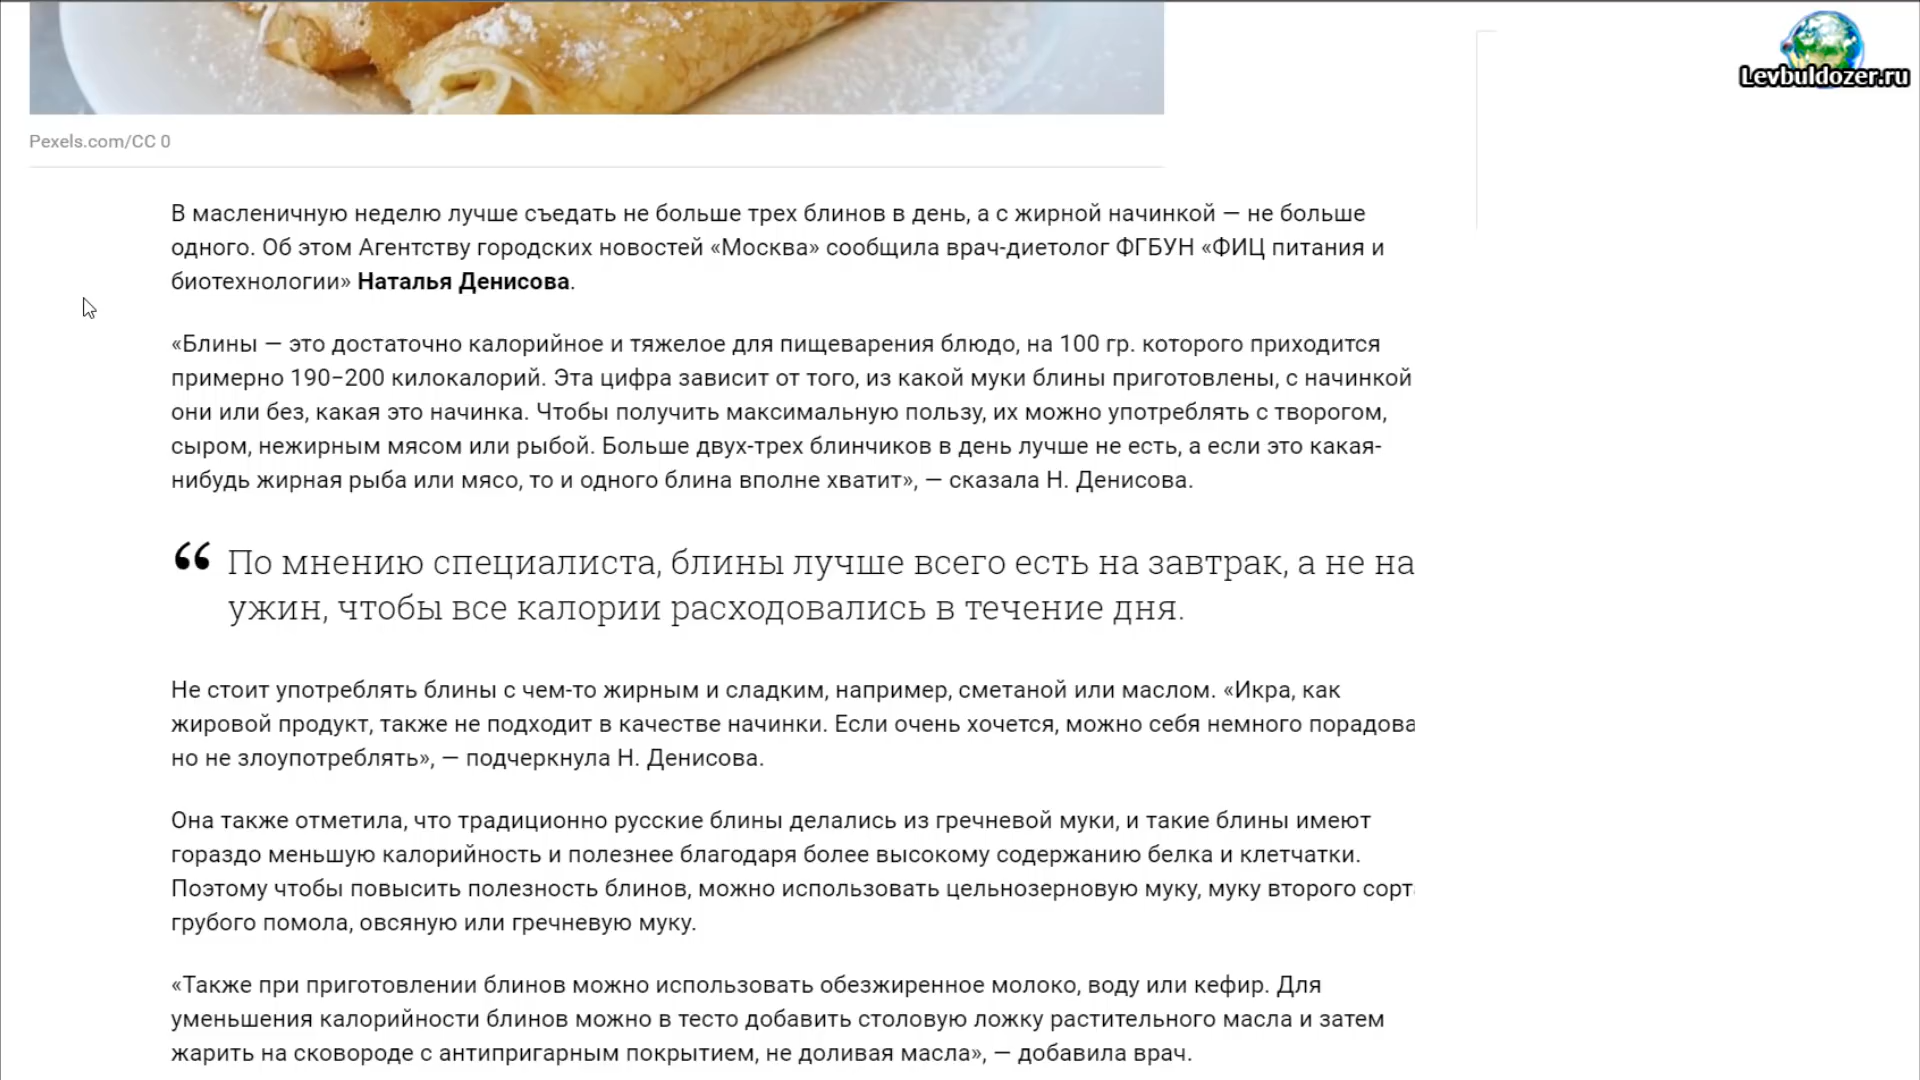 Levbuldozer.ru
Pexels.com/CC 0
В масленичную неделю лучше съедать не больше трех блинов в день, а с жирной начинкой — не больше
одного. Об этом Агентству городских новостей «Москва» сообщила врач-диетолог ФГБУН «ФИЦ питания и
биотехнологии» Наталья Денисова.
«Блины — это достаточно калорийное и тяжелое для пищеварения блюдо, на 100 гр. которого приходится
примерно 190–200 килокалорий. Эта цифра зависит от того, из какой муки блины приготовлены, с начинкой
они или без, какая это начинка. Чтобы получить максимальную пользу, их можно употреблять с творогом,
сыром, нежирным мясом или рыбой. Больше двух-трех блинчиков в день лучше не есть, а если это какая-
нибудь жирная рыба или мясо, то и одного блина вполне хватит», — сказала Н. Денисова.
“ По мнению специалиста, блины лучше всего есть на завтрак, а не на
ужин, чтобы все калории расходовались в течение дня.
Не стоит употреблять блины с чем-то жирным и сладким, например, сметаной или маслом. «Икра, как
жировой продукт, также не подходит в качестве начинки. Если очень хочется, можно себя немного порадова
но не злоупотреблять», — подчеркнула Н. Денисова.
Она также отметила, что традиционно русские блины делались из гречневой муки, и такие блины имеют
гораздо меньшую калорийность и полезнее благодаря более высокому содержанию белка и клетчатки.
Поэтому чтобы повысить полезность блинов, можно использовать цельнозерновую муку, муку второго сорт
грубого помола, овсяную или гречневую муку.
«Также при приготовлении блинов можно использовать обезжиренное молоко, воду или кефир. Для
уменьшения калорийности блинов можно в тесто добавить столовую ложку растительного масла и затем
жарить на сковороде с антипригарным покрытием, не доливая масла», — добавила врач.